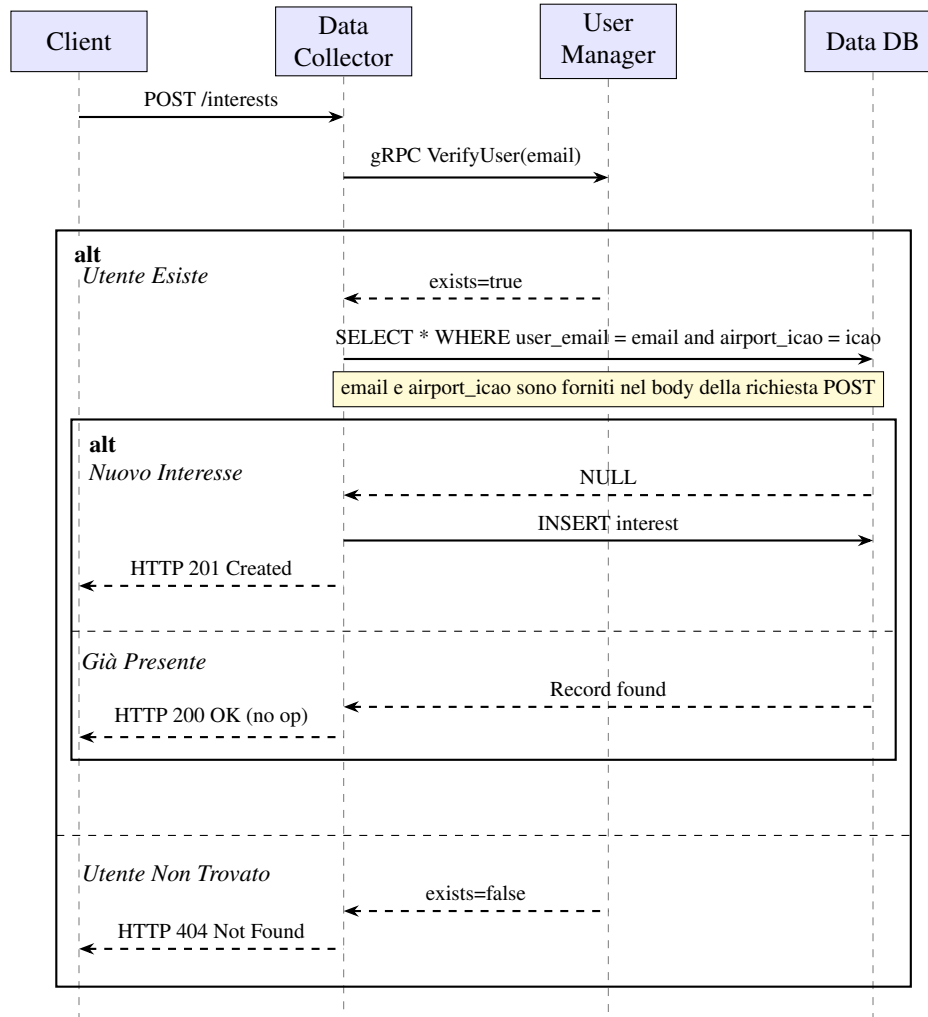 Client
Data
Collector
User
Manager
Data DB
POST /interests
gRPC VerifyUser(email)
alt
Utente Esiste
exists=true
SELECT * WHERE user_email = email and airport_icao = icao
email e airport_icao sono forniti nel body della richiesta POST
alt
Nuovo Interesse
NULL
INSERT interest
HTTP 201 Created
Già Presente
Record found
HTTP 200 OK (no op)
Utente Non Trovato
exists=false
HTTP 404 Not Found